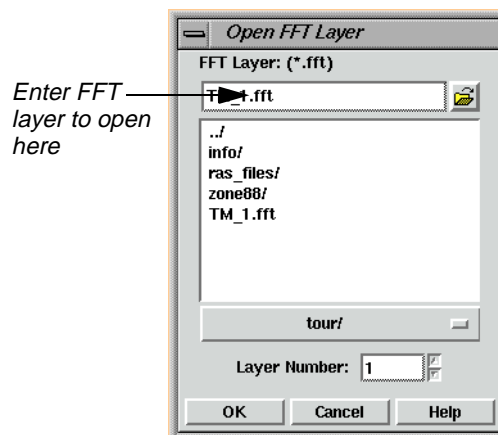 Open FFT Layer
FFT Layer: (*.fft)
Enter FFT
layer to open
here
../
info/
ras_files/
zone88/
TM_1.fft
tour/
Layer Number: 1
OK Cancel Help